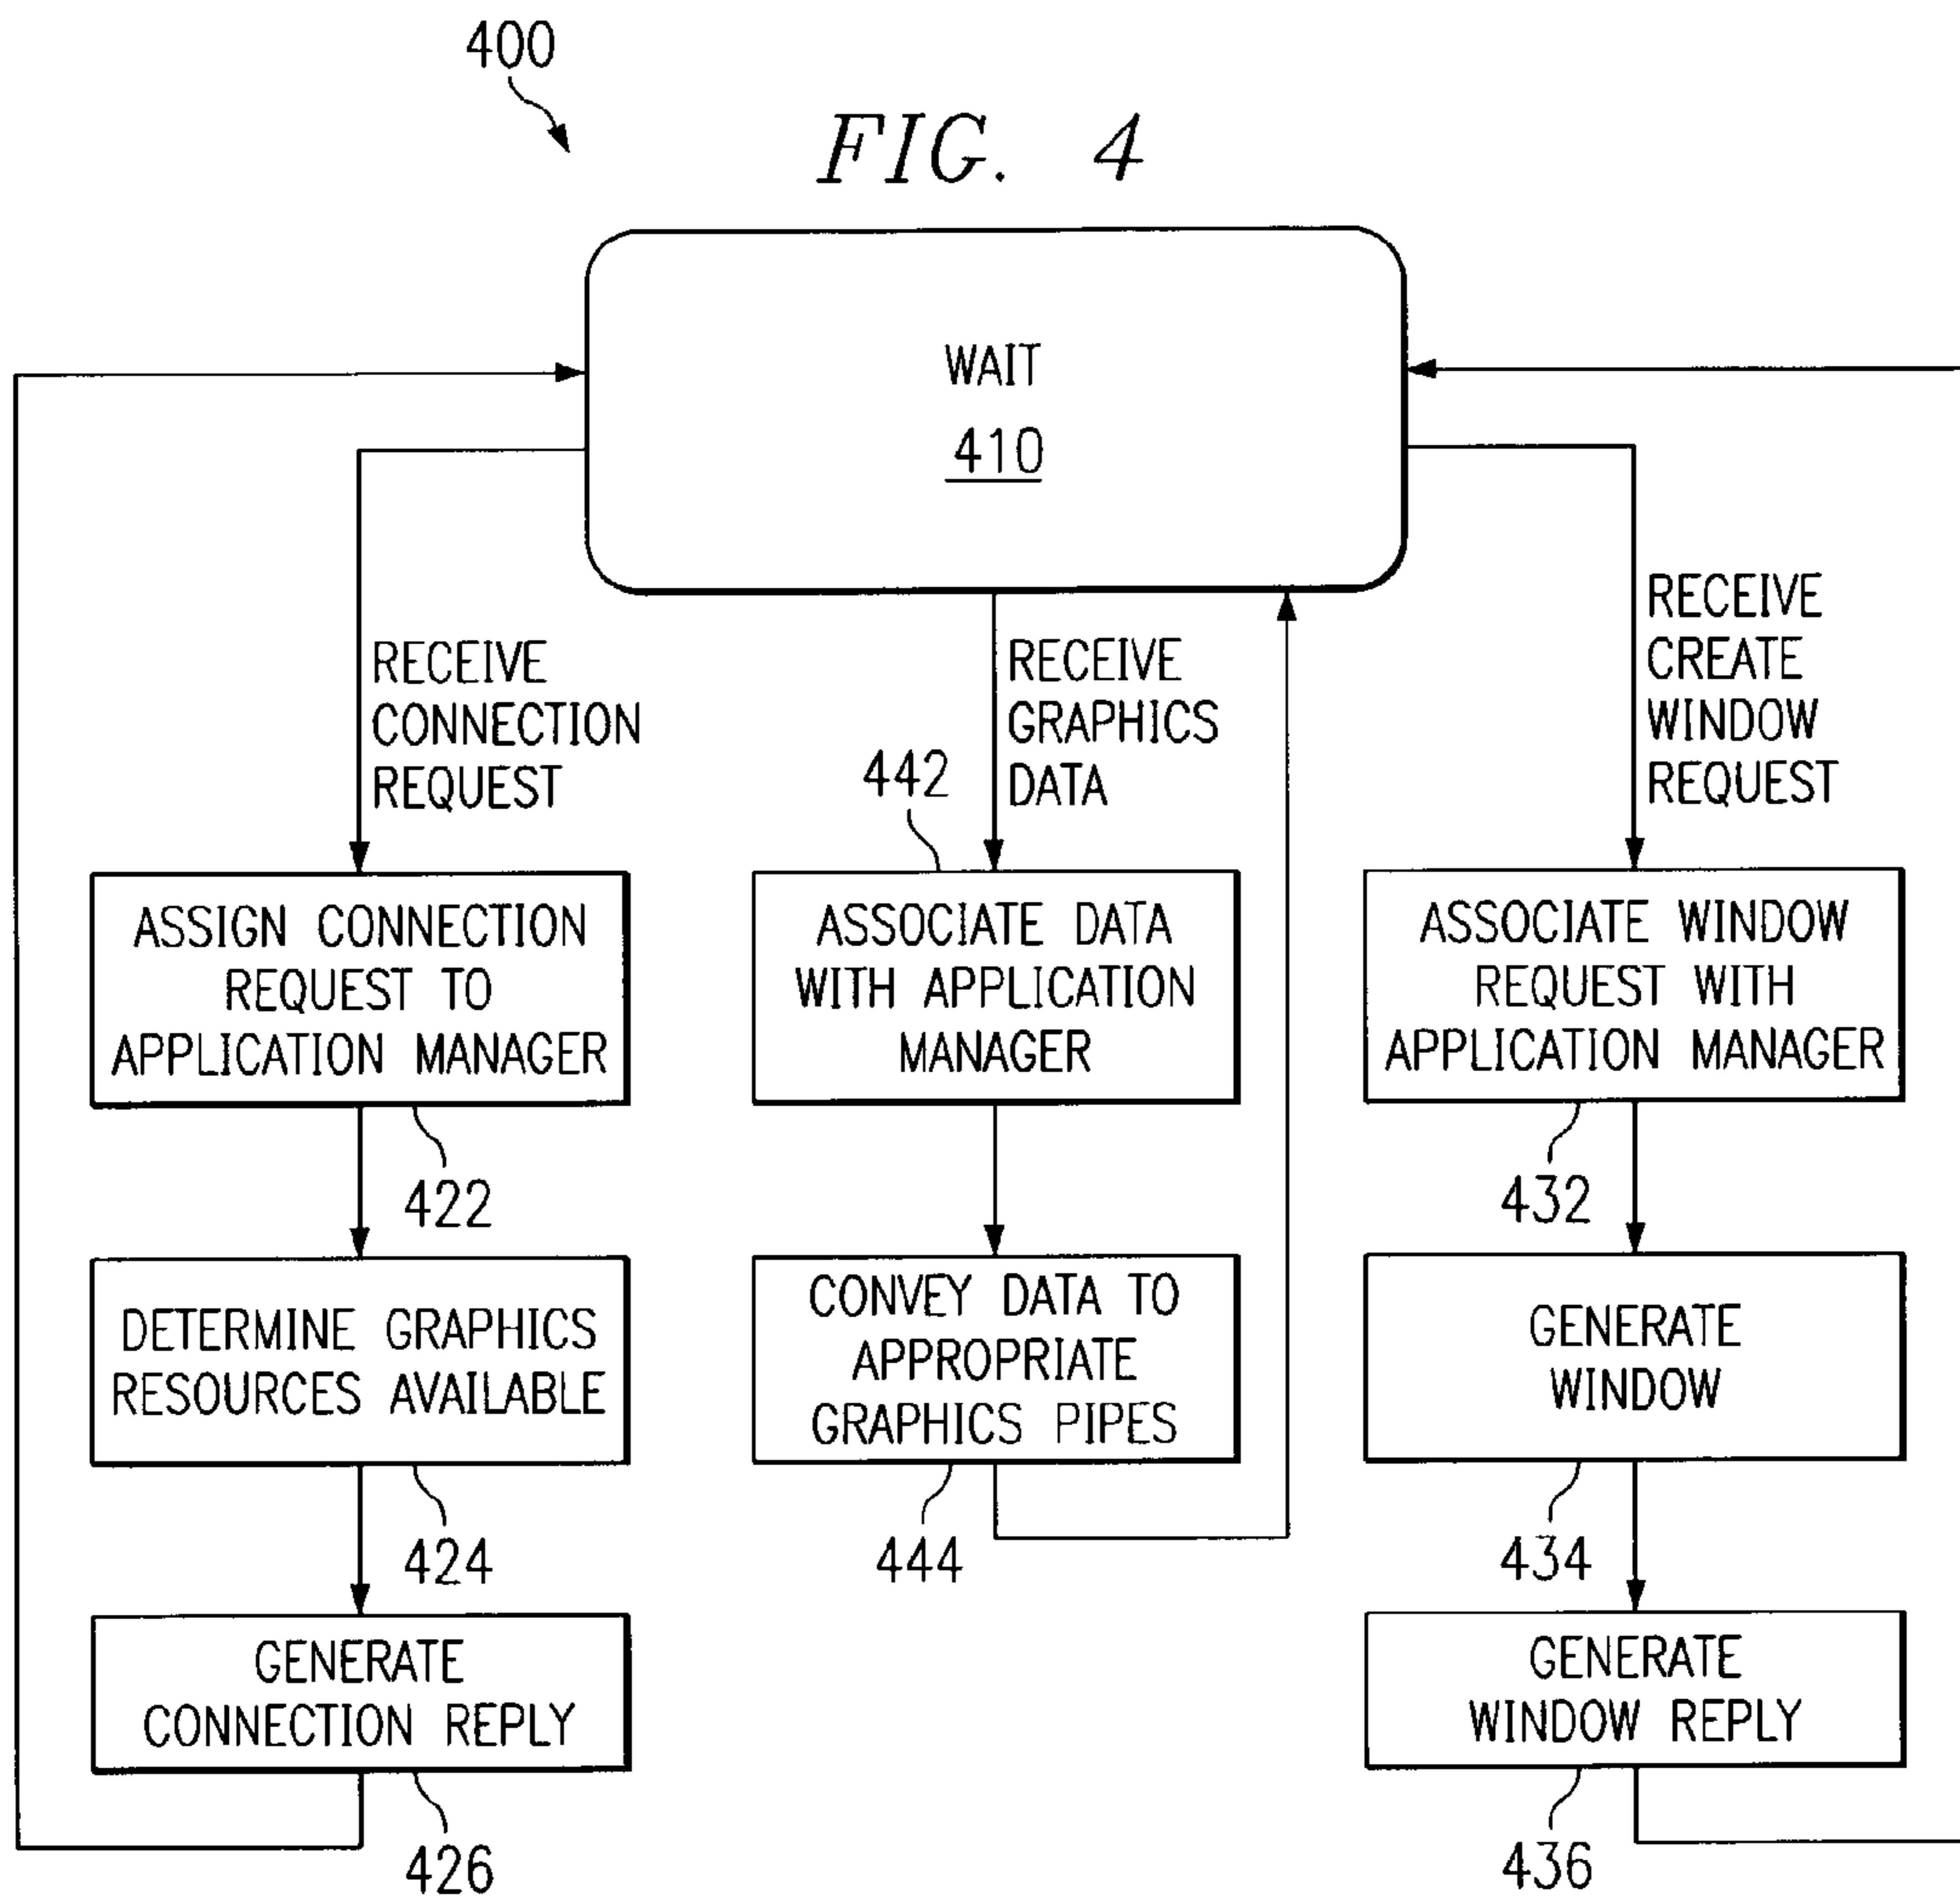 400
FIG. 4
WAIT
410
RECEIVE
CONNECTION
REQUEST
RECEIVE
GRAPHICS
DATA
RECEIVE
CREATE
WINDOW
REQUEST
442
ASSIGN CONNECTION
REQUEST TO
APPLICATION MANAGER
422
ASSOCIATE DATA
WITH APPLICATION
MANAGER
ASSOCIATE WINDOW
REQUEST WITH
APPLICATION MANAGER
432
DETERMINE GRAPHICS
RESOURCES AVAILABLE
424
CONVEY DATA TO
APPROPRIATE
GRAPHICS PIPES
444
GENERATE
WINDOW
434
GENERATE
CONNECTION REPLY
426
GENERATE
WINDOW REPLY
436